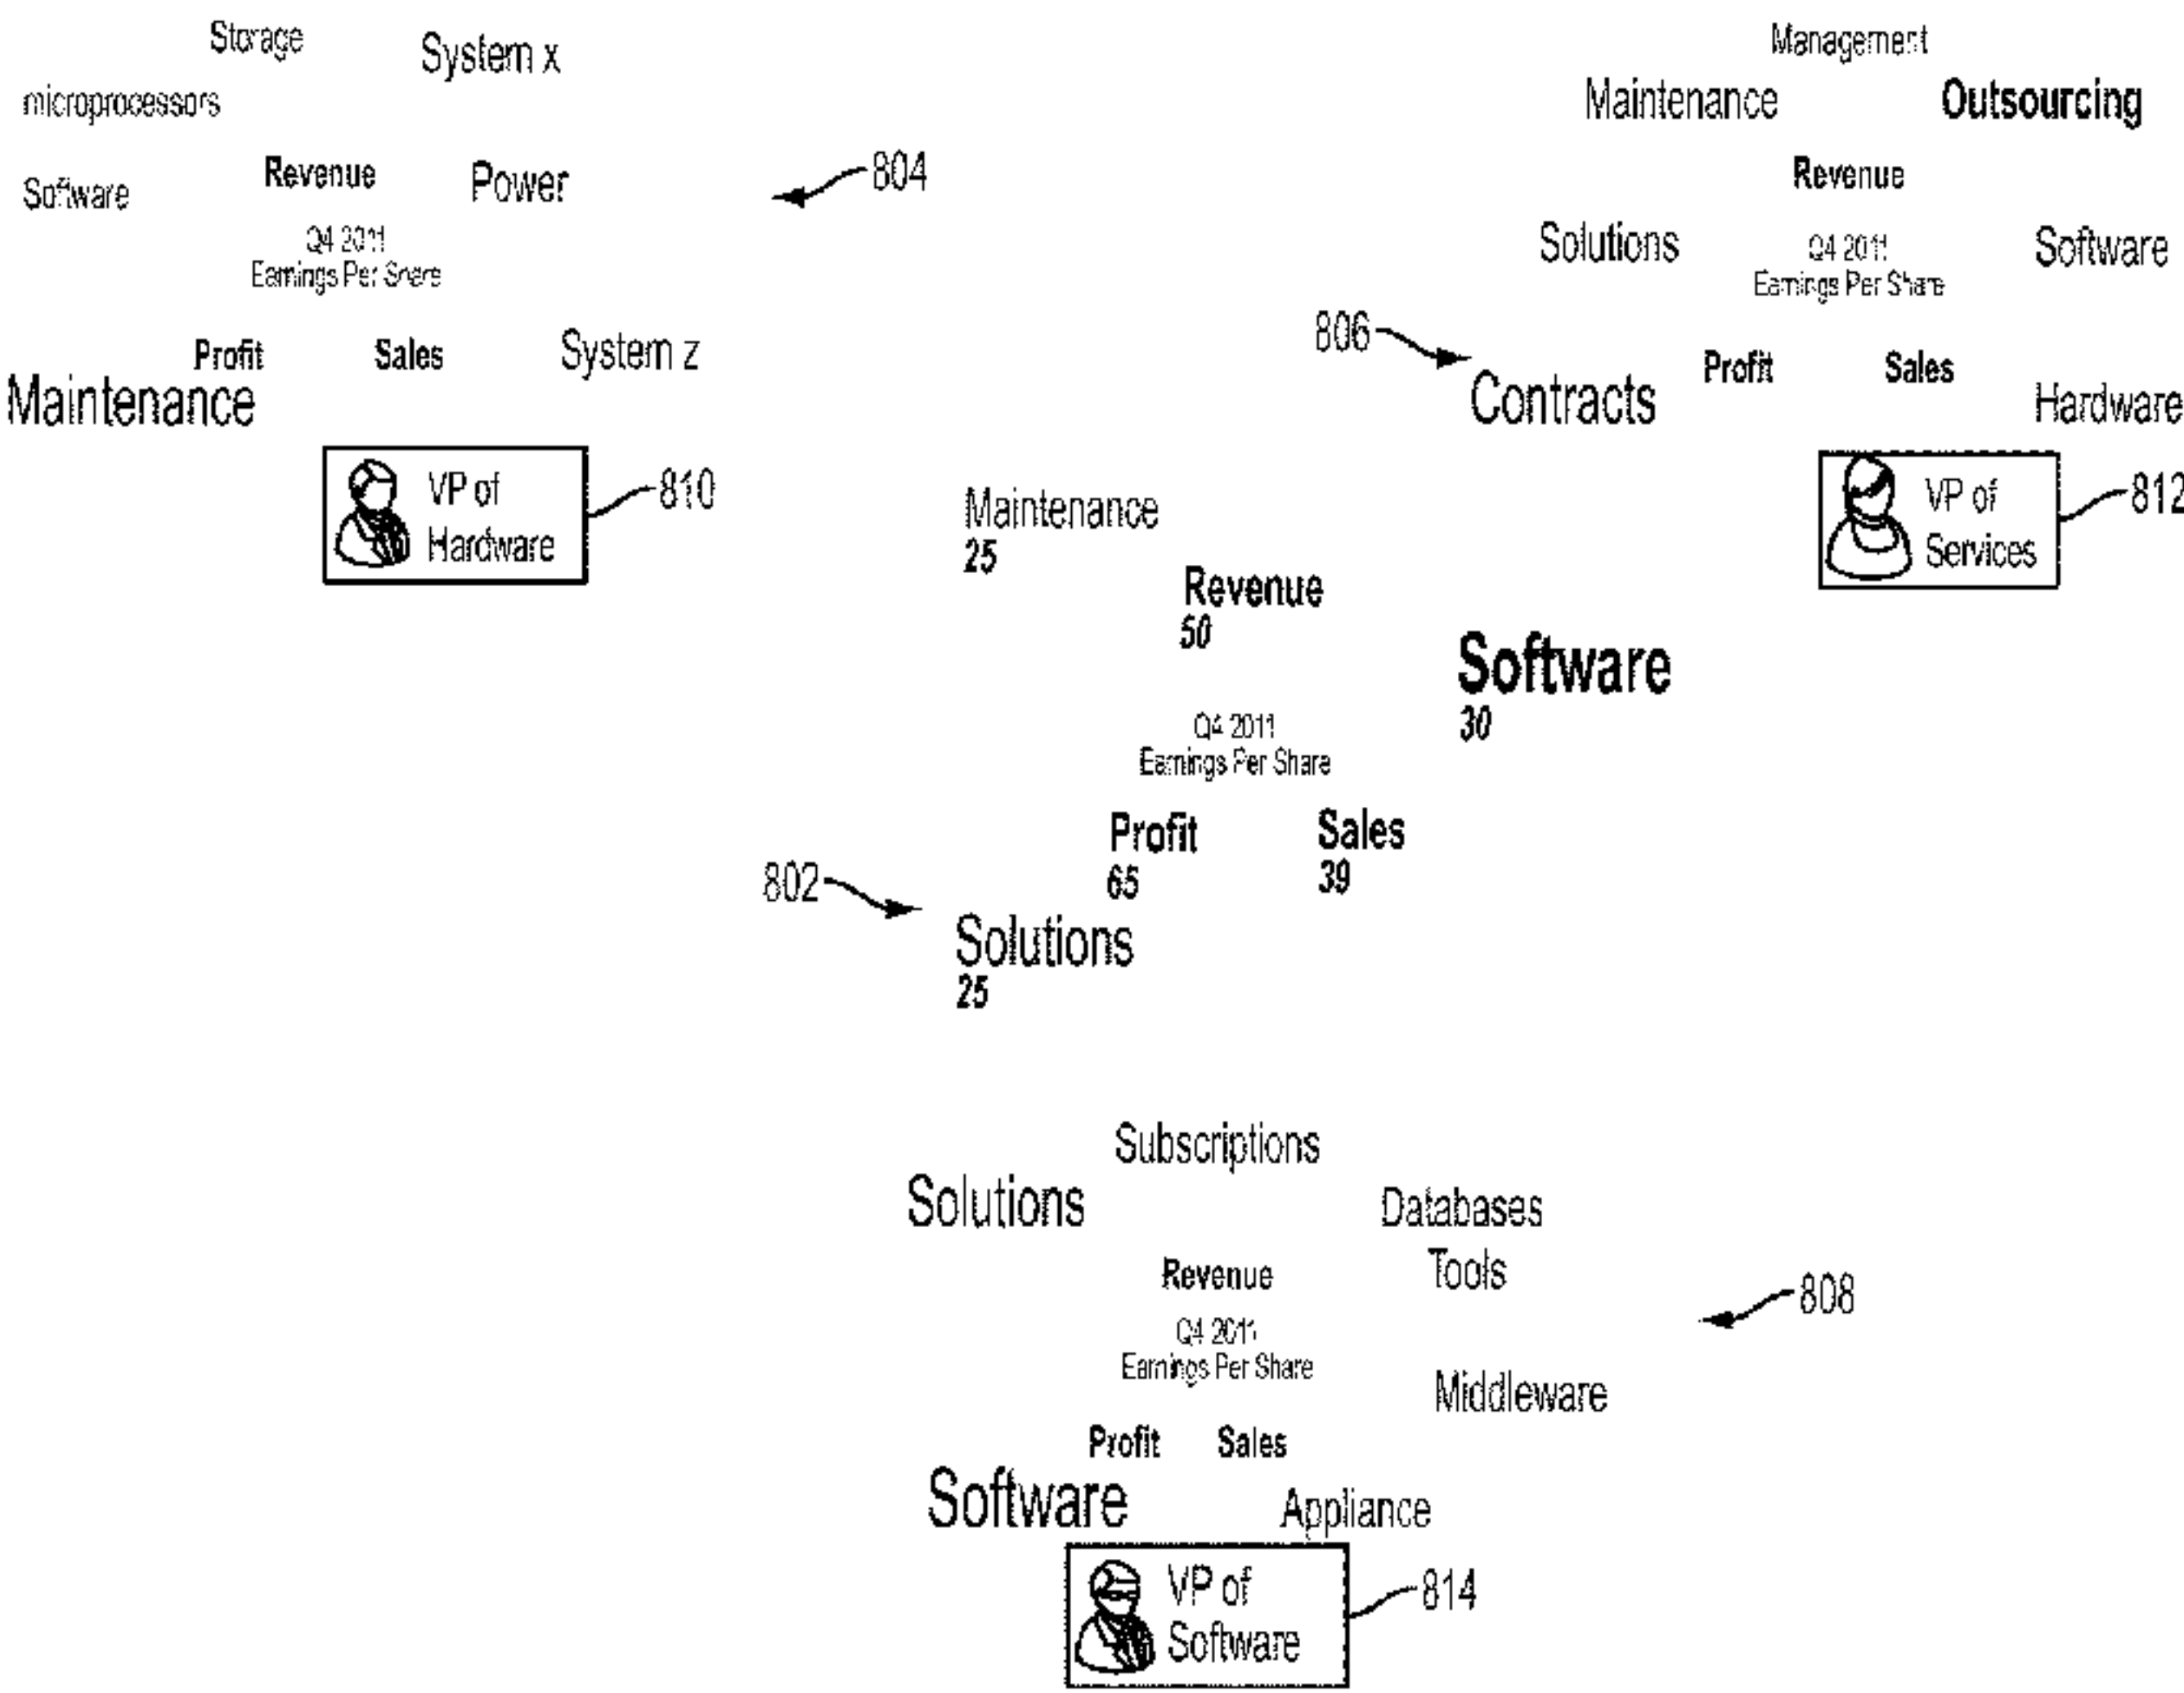 Storage
System x
microprocessors
Software
Revenue
Power
804
Q4 2011
Earnings Per Share
Profit
Sales
System z
Maintenance
VP of
Hardware
810
Management
Maintenance
Outsourcing
Revenue
Solutions
Q4 2011
Earnings Per Share
Software
806
Contracts
Profit
Sales
Hardware
VP of
Services
812
Maintenance
25
Revenue
50
Software
30
Q4 2011
Earnings Per Share
Profit
65
Sales
39
802
Solutions
25
Subscriptions
Solutions
Databases
Revenue
Tools
808
Q4 2011
Earnings Per Share
Middleware
Profit
Sales
Software
Appliance
VP of
Software
814